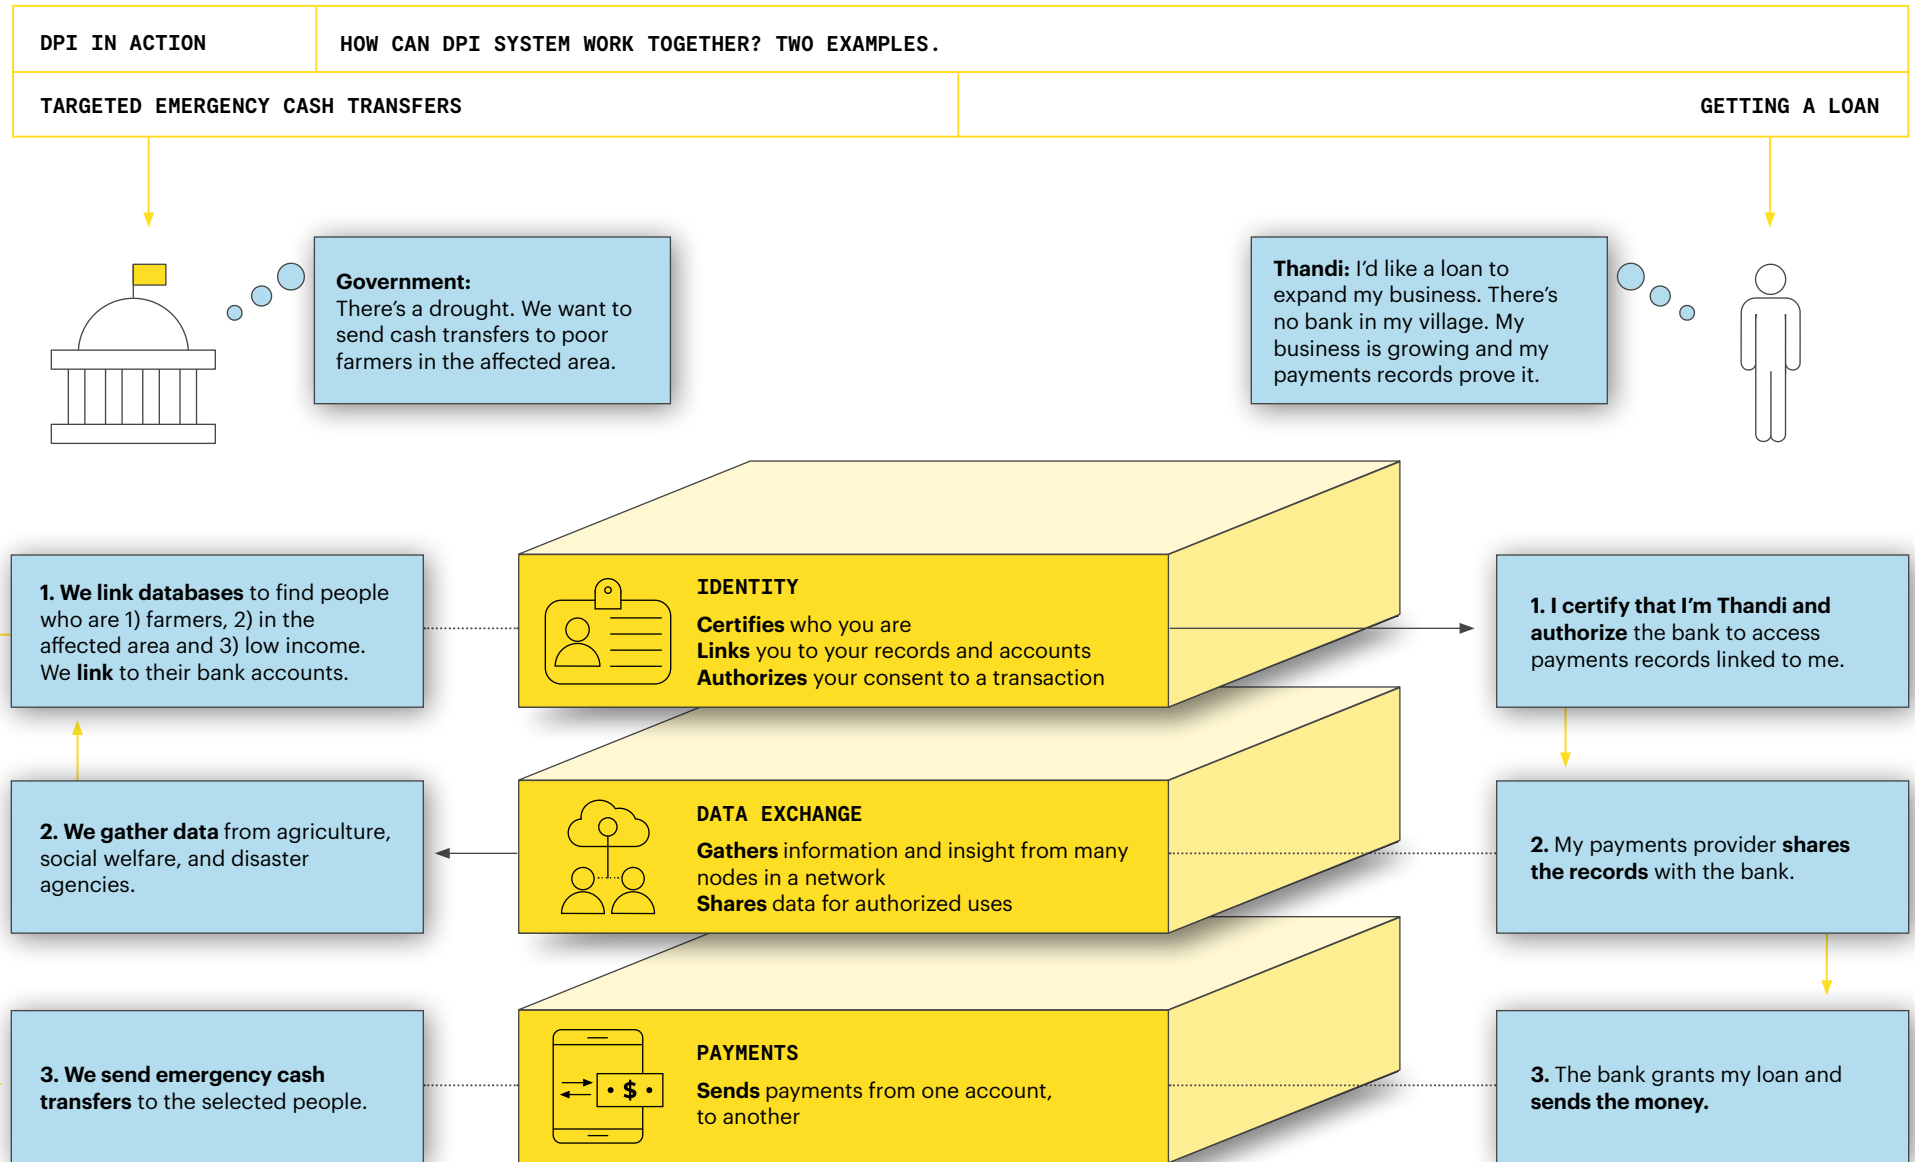 DPI IN ACTION
HOW CAN DPI SYSTEM WORK TOGETHER? TWO EXAMPLES.
TARGETED EMERGENCY CASH TRANSFERS
GETTING A LOAN
Government:
There’s a drought. We want to
send cash transfers to poor
farmers in the affected area.
Thandi: I’d like a loan to
expand my business. There’s
no bank in my village. My
business is growing and my
payments records prove it.
1. We link databases to find people
who are 1) farmers, 2) in the
affected area and 3) low income.
We link to their bank accounts.
IDENTITY
Certifies who you are
Links you to your records and accounts
Authorizes your consent to a transaction
1. I certify that I’m Thandi and
authorize the bank to access
payments records linked to me.
2. We gather data from agriculture,
social welfare, and disaster
agencies.
DATA EXCHANGE
Gathers information and insight from many
nodes in a network
Shares data for authorized uses
2. My payments provider shares
the records with the bank.
3. We send emergency cash
transfers to the selected people.
$
PAYMENTS
Sends payments from one account,
to another
3. The bank grants my loan and
sends the money.